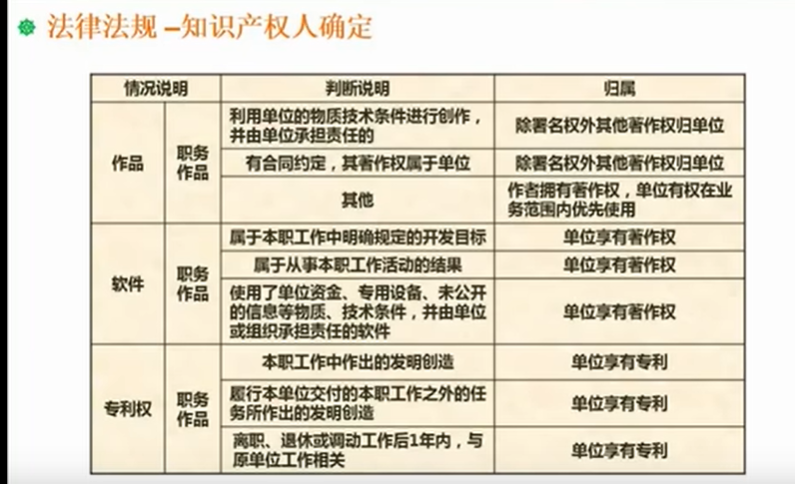 法律法规 –知识产权人确定
情况说明 判断说明 归属
作品 职务作品 利用单位的物质技术条件进行创作，
并由单位承担责任的 除署名权外其他著作权归单位
有合同约定，其著作权属于单位 除署名权外其他著作权归单位
其他 作者拥有著作权，单位有权在业
务范围内优先使用
软件 职务作品 属于本职工作中明确规定的开发目标 单位享有著作权
属于从事本职工作活动的结果 单位享有著作权
使用了单位资金、专用设备、未公开
的信息等物质、技术条件，并由单位
或组织承担责任的软件 单位享有著作权
专利权 职务作品 本职工作中作出的发明创造 单位享有专利
履行本单位交付的本职工作之外的任
务所作出的发明创造 单位享有专利
离职、退休或调动工作后1年内，与
原单位工作相关 单位享有专利